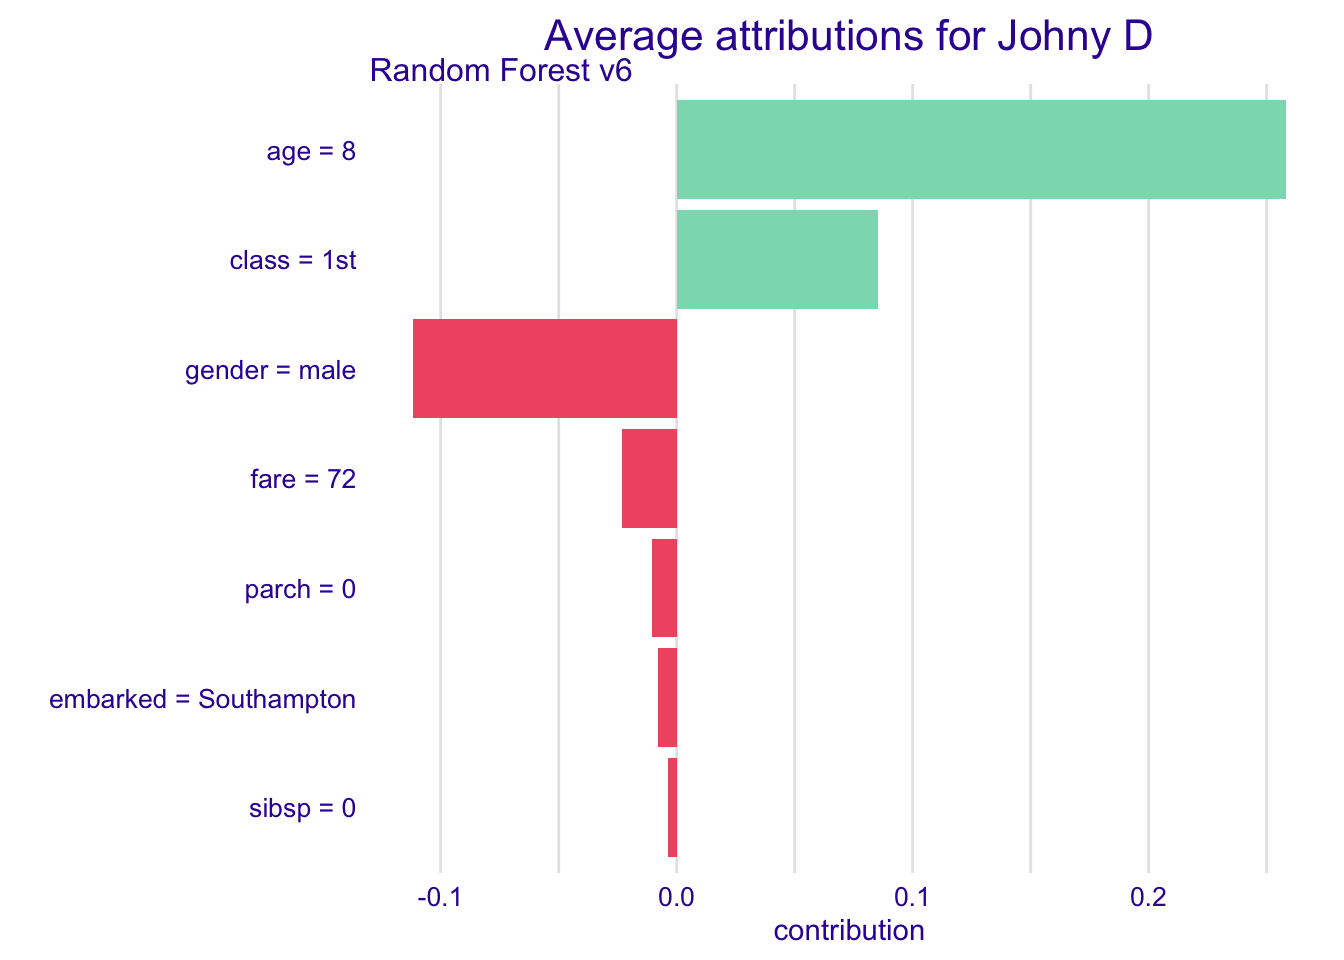 Average attributions for Johny D
Random Forest v6
age = 8
class = 1st
gender = male
fare = 72
parch = 0
embarked = Southampton
sibsp = 0
-0.1 0.0 0.1 0.2
contribution